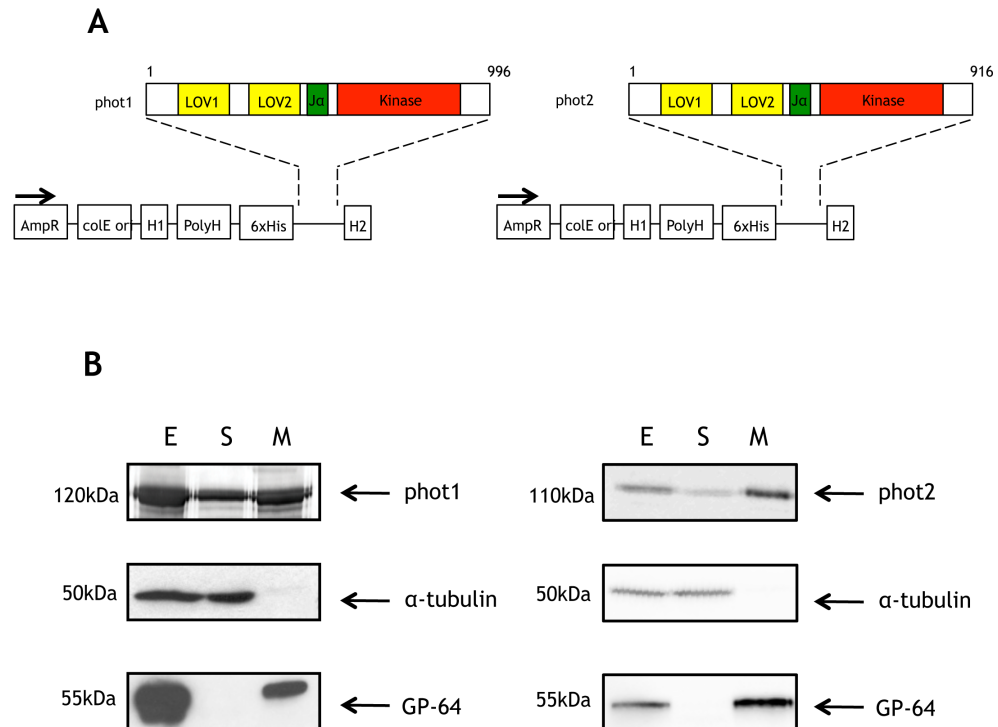 A
1 996
phot1 LOV1 LOV2 Jα Kinase
1 916
phot2 LOV1 LOV2 Jα Kinase
AmpR colE ori H1 PolyH 6xHis H2
AmpR colE ori H1 PolyH 6xHis H2
B
E S M
120kDa phot1
50kDa α-tubulin
55kDa GP-64
E S M
110kDa phot2
50kDa α-tubulin
55kDa GP-64